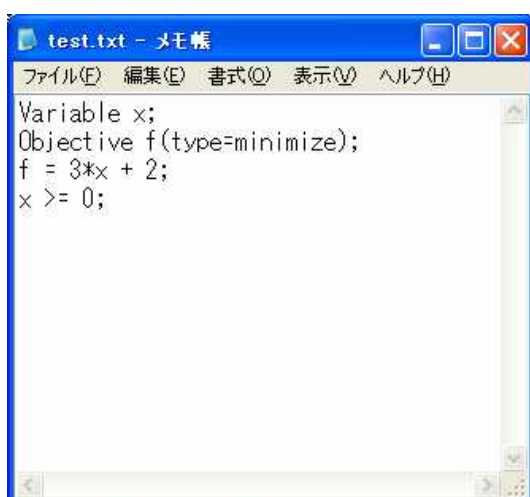 test.txt - メモ帳
ファイル(F) 編集(E) 書式(O) 表示(V) ヘルプ(H)
Variable x;
Objective f(type=minimize);
f = 3*x + 2;
x >= 0;